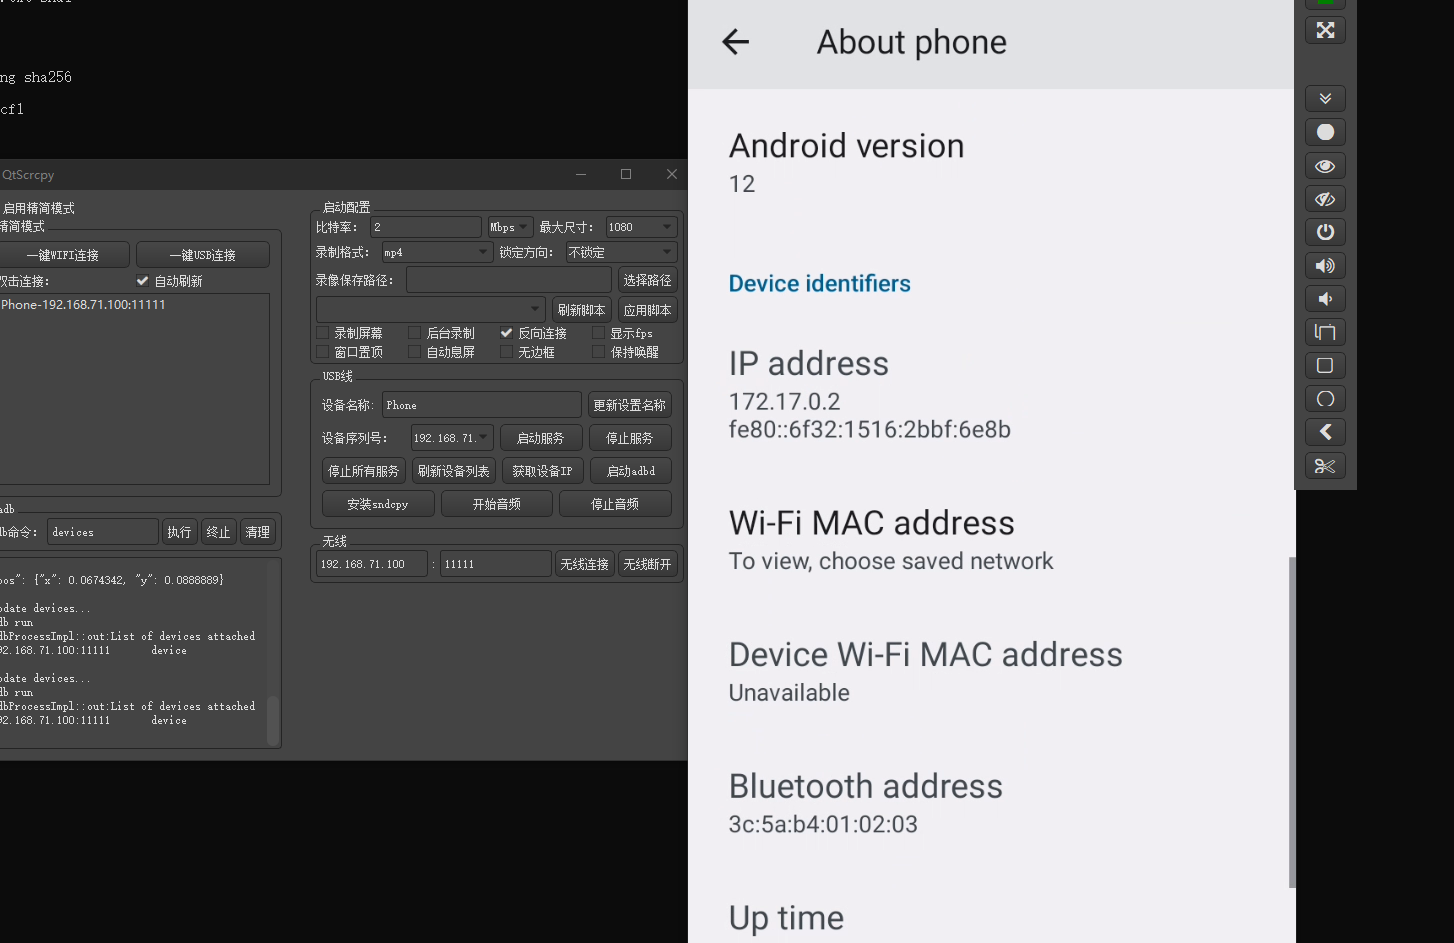 ng sha256
cf1
QtScrcpy
启用精简模式
精简模式
一键WIFI连接
一键USB连接
双击连接:
自动刷新
Phone-192.168.71.100:11111
adb
devices
执行
终止
清理
pos": {"x": 0.0674342, "y": 0.0888889}
update devices...
adb run
AdbProcessImpl::out:List of devices attached
192.168.71.100:11111 device
update devices...
adb run
AdbProcessImpl::out:List of devices attached
192.168.71.100:11111 device
启动配置
比特率:
2
Mbps
最大尺寸:
1080
录制格式:
mp4
锁定方向:
不锁定
录像保存路径:
选择路径
刷新脚本
应用脚本
录制屏幕
后台录制
反向连接
显示fps
窗口置顶
自动息屏
无边框
保持唤醒
USB线
设备名称:
Phone
更新设置名称
设备序列号:
192.168.71.
启动服务
停止服务
停止所有服务
刷新设备列表
获取设备IP
启动adbd
安装sndcpy
开始音频
停止音频
无线
192.168.71.100
:
11111
无线连接
无线断开
About phone
Android version
12
Device identifiers
IP address
172.17.0.2
fe80::6f32:1516:2bbf:6e8b
Wi-Fi MAC address
To view, choose saved network
Device Wi-Fi MAC address
Unavailable
Bluetooth address
3c:5a:b4:01:02:03
Up time